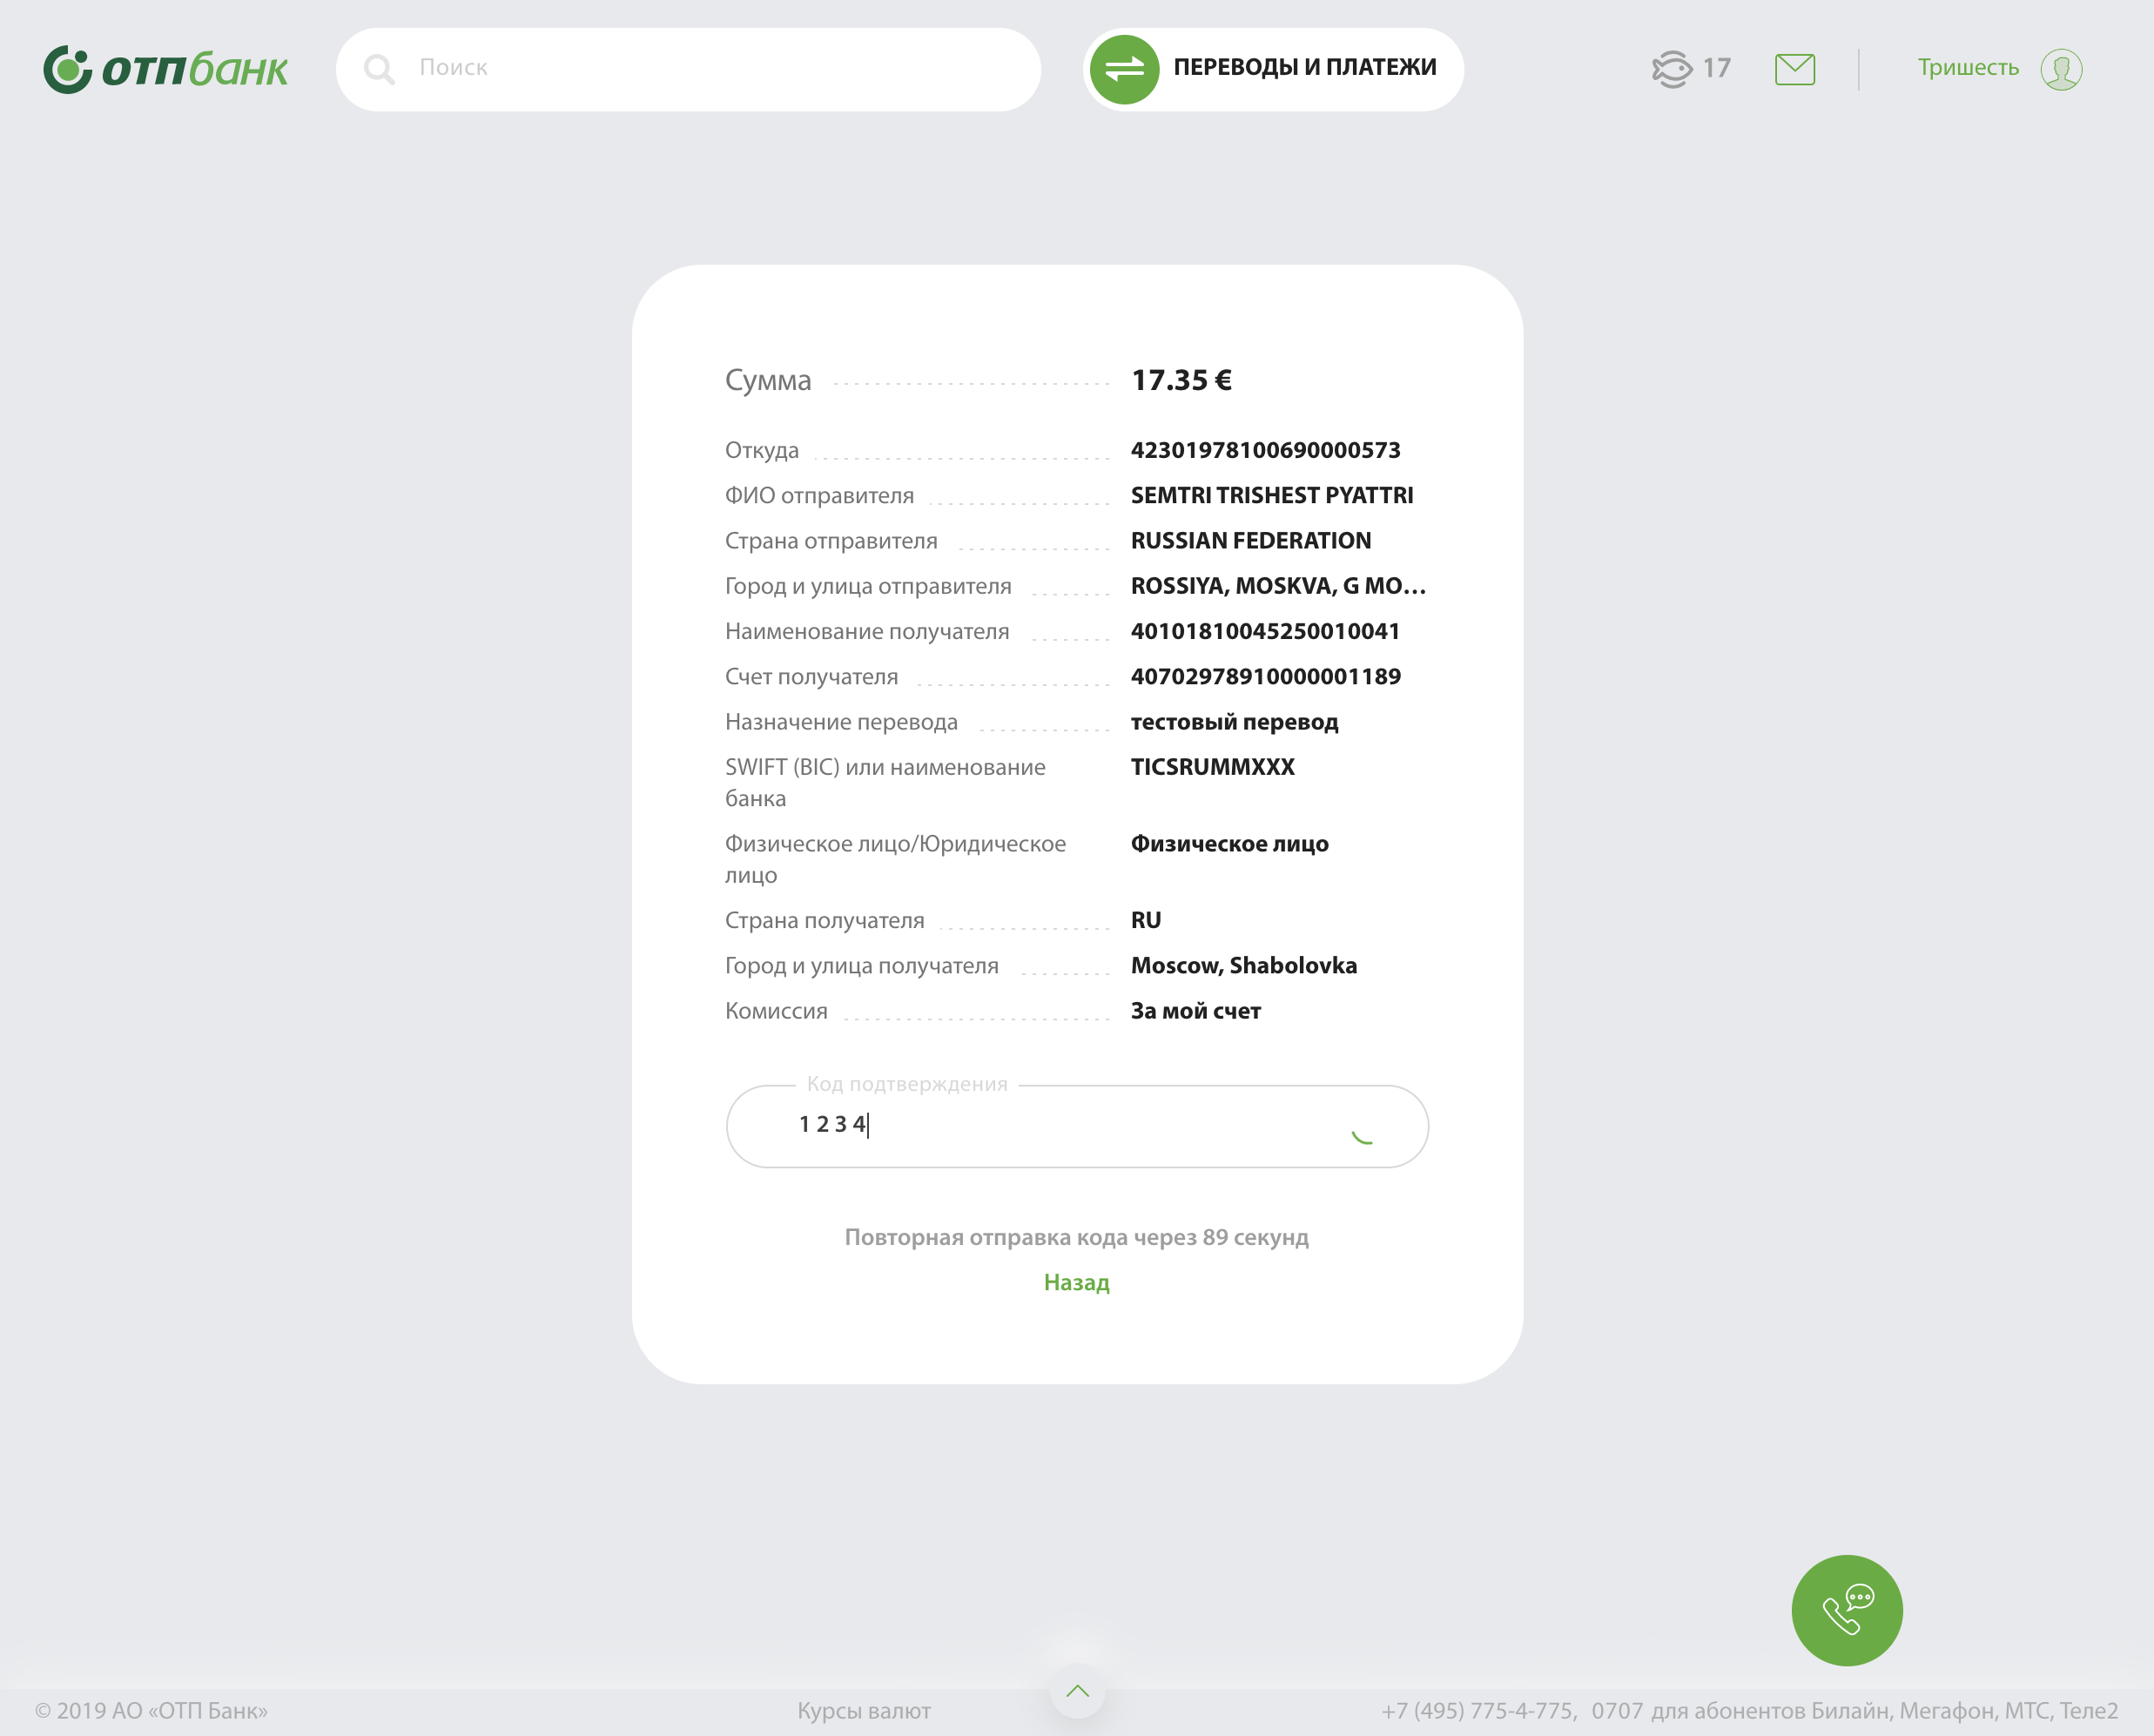 отпбанк
Поиск
ПЕРЕВОДЫ И ПЛАТЕЖИ
17
Тришесть
Сумма 17.35 €
Откуда 42301978100690000573
ФИО отправителя SEMTRI TRISHEST PYATTRI
Страна отправителя RUSSIAN FEDERATION
Город и улица отправителя ROSSIYA, MOSKVA, G MO…
Наименование получателя 40101810045250010041
Счет получателя 40702978910000001189
Назначение перевода тестовый перевод
SWIFT (BIC) или наименование TICSRUMMXXX
банка
Физическое лицо/Юридическое Физическое лицо
лицо
Страна получателя RU
Город и улица получателя Moscow, Shabolovka
Комиссия За мой счет
Код подтверждения
1 2 3 4
Повторная отправка кода через 89 секунд
Назад
© 2019 АО «ОТП Банк»
Курсы валют
+7 (495) 775-4-775, 0707 для абонентов Билайн, Мегафон, МТС, Теле2